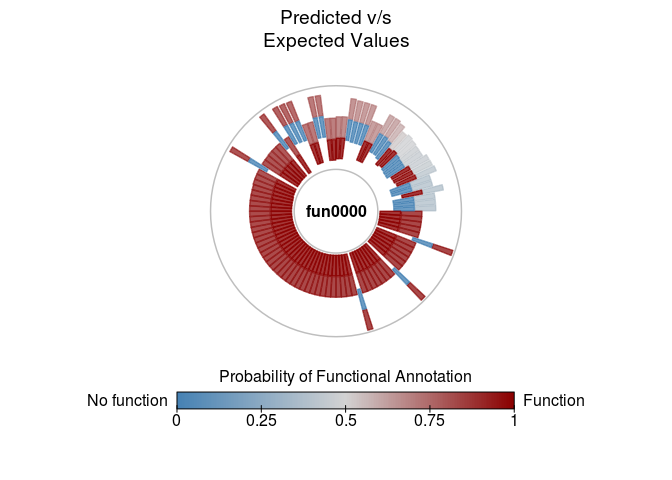 Predicted v/s
Expected Values
fun0000
Probability of Functional Annotation
No function
Function
0 0.25 0.5 0.75 1